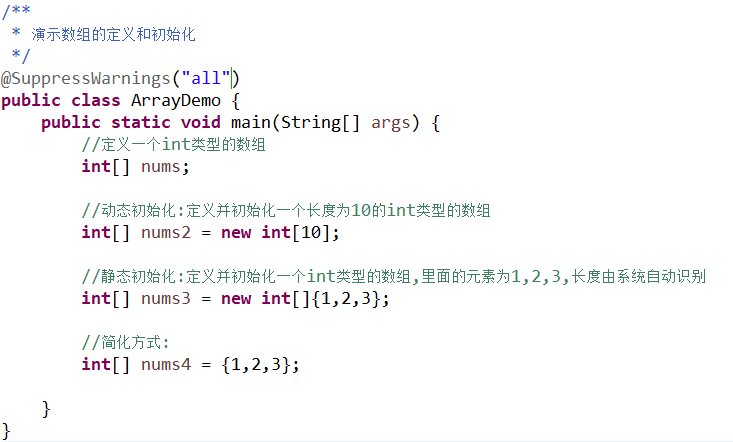 /**
 * 演示数组的定义和初始化
 */
@SuppressWarnings("all")
public class ArrayDemo {
    public static void main(String[] args) {
        //定义一个int类型的数组
        int[] nums;

        //动态初始化:定义并初始化一个长度为10的int类型的数组
        int[] nums2 = new int[10];

        //静态初始化:定义并初始化一个int类型的数组,里面的元素为1,2,3,长度由系统自动识别
        int[] nums3 = new int[]{1,2,3};

        //简化方式:
        int[] nums4 = {1,2,3};

    }
}